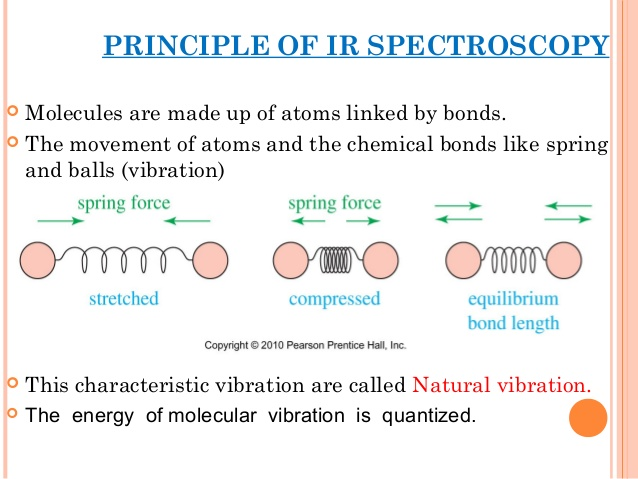 PRINCIPLE OF IR SPECTROSCOPY
Molecules are made up of atoms linked by bonds.
The movement of atoms and the chemical bonds like spring
and balls (vibration)
spring force
spring force
stretched
compressed
equilibrium
bond length
Copyright © 2010 Pearson Prentice Hall, Inc.
This characteristic vibration are called Natural vibration.
The energy of molecular vibration is quantized.